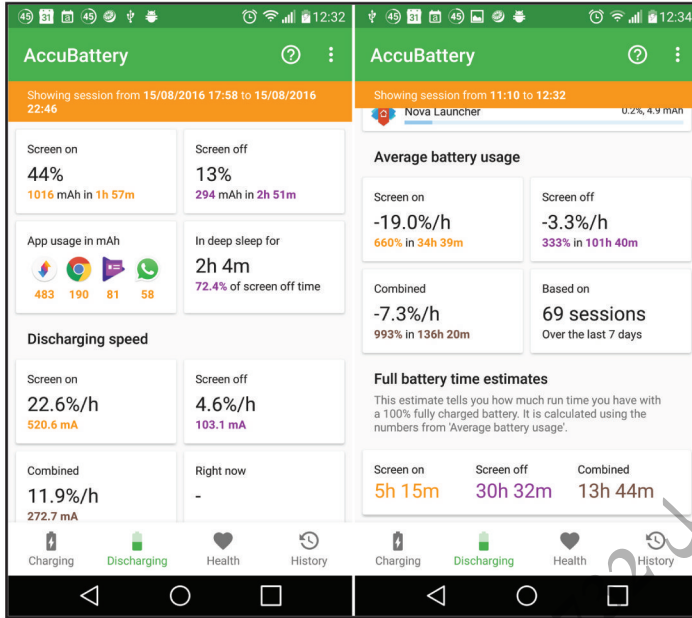 45 31 45 12:32
AccuBattery
Showing session from 15/08/2016 17:58 to 15/08/2016
22:46
Screen on
44%
1016 mAh in 1h 57m
Screen off
13%
294 mAh in 2h 51m
App usage in mAh
483 190 81 58
In deep sleep for
2h 4m
72.4% of screen off time
Discharging speed
Screen on
22.6%/h
520.6 mA
Screen off
4.6%/h
103.1 mA
Combined
11.9%/h
272.7 mA
Right now
-
Charging Discharging Health History
45 31 45 12:34
AccuBattery
Showing session from 11:10 to 12:32
Nova Launcher 0.2%, 4.9 mAh
Average battery usage
Screen on
-19.0%/h
660% in 34h 39m
Screen off
-3.3%/h
333% in 101h 40m
Combined
-7.3%/h
993% in 136h 20m
Based on
69 sessions
Over the last 7 days
Full battery time estimates
This estimate tells you how much run time you have with
a 100% fully charged battery. It is calculated using the
numbers from 'Average battery usage'.
Screen on Screen off Combined
5h 15m 30h 32m 13h 44m
Charging Discharging Health History